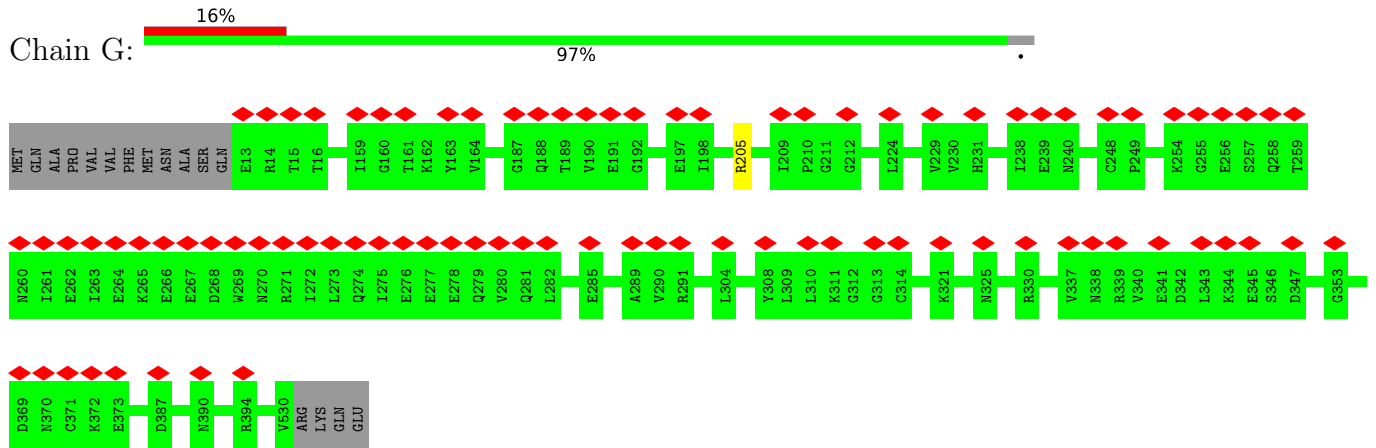 16%
Chain G:
97%
.
MET GLN ALA PRO VAL VAL PHE MET ASN ALA SER GLN E13 R14 T15 T16 I159 G160 T161 K162 Y163 V164 G187 Q188 T189 V190 E191 G192 E197 I198 R205 I209 P210 G211 G212 L224 V229 V230 H231 I238 E239 N240 C248 P249 K254 G255 E256 S257 Q258 T259
N260 I261 E262 I263 E264 K265 E266 E267 D268 W269 N270 R271 I272 L273 Q274 I275 E276 E277 E278 Q279 V280 Q281 L282 E285 A289 V290 R291 L304 Y308 L309 L310 K311 G312 G313 C314 K321 N325 R330 V337 N338 R339 V340 E341 D342 L343 K344 E345 S346 D347 G353
D369 N370 C371 K372 E373 D387 N390 R394 V530 ARG LYS GLN GLU